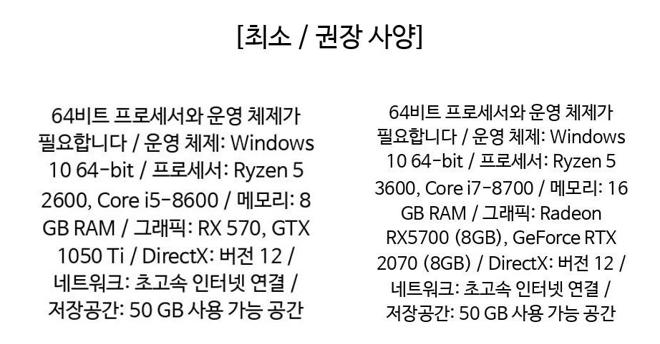 [최소 / 권장 사양]
64비트 프로세서와 운영 체제가
필요합니다 / 운영 체제: Windows
10 64-bit / 프로세서: Ryzen 5
2600, Core i5-8600 / 메모리: 8
GB RAM / 그래픽: RX 570, GTX
1050 Ti / DirectX: 버전 12 /
네트워크: 초고속 인터넷 연결 /
저장공간: 50 GB 사용 가능 공간
64비트 프로세서와 운영 체제가
필요합니다 / 운영 체제: Windows
10 64-bit / 프로세서: Ryzen 5
3600, Core i7-8700 / 메모리: 16
GB RAM / 그래픽: Radeon
RX5700 (8GB), GeForce RTX
2070 (8GB) / DirectX: 버전 12 /
네트워크: 초고속 인터넷 연결 /
저장공간: 50 GB 사용 가능 공간